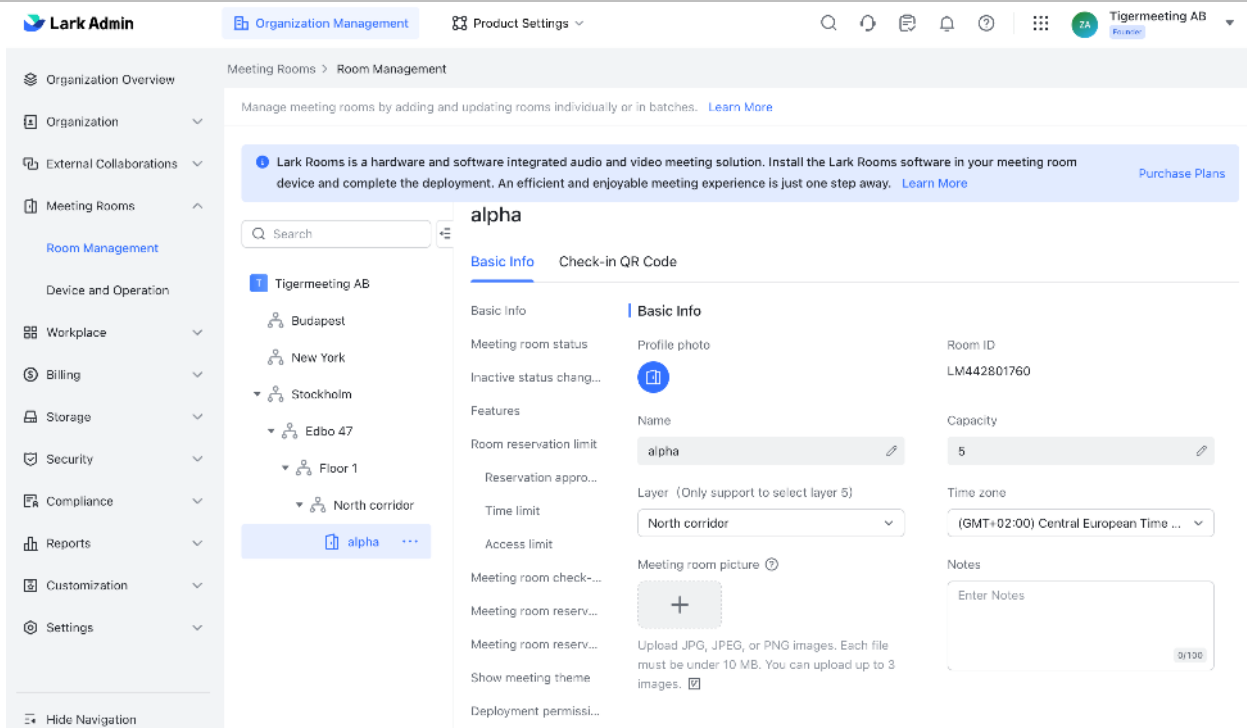 Lark Admin
Organization Management
Product Settings
ZA
Tigermeeting AB
Founder
Organization Overview
Organization
External Collaborations
Meeting Rooms
Room Management
Device and Operation
Workplace
Billing
Storage
Security
Compliance
Reports
Customization
Settings
Hide Navigation
Meeting Rooms > Room Management
Manage meeting rooms by adding and updating rooms individually or in batches. Learn More
Lark Rooms is a hardware and software integrated audio and video meeting solution. Install the Lark Rooms software in your meeting room
device and complete the deployment. An efficient and enjoyable meeting experience is just one step away. Learn More
Purchase Plans
Search
T Tigermeeting AB
Budapest
New York
Stockholm
Edbo 47
Floor 1
North corridor
alpha ···
alpha
Basic Info
Check-in QR Code
Basic Info
Meeting room status
Inactive status chang...
Features
Room reservation limit
Reservation appro...
Time limit
Access limit
Meeting room check-...
Meeting room reserv...
Meeting room reserv...
Show meeting theme
Deployment permissi...
Basic Info
Profile photo
Room ID
LM442801760
Name
alpha
Capacity
5
Layer (Only support to select layer 5)
North corridor
Time zone
(GMT+02:00) Central European Time ...
Meeting room picture
Upload JPG, JPEG, or PNG images. Each file
must be under 10 MB. You can upload up to 3
images.
Notes
Enter Notes
0/100